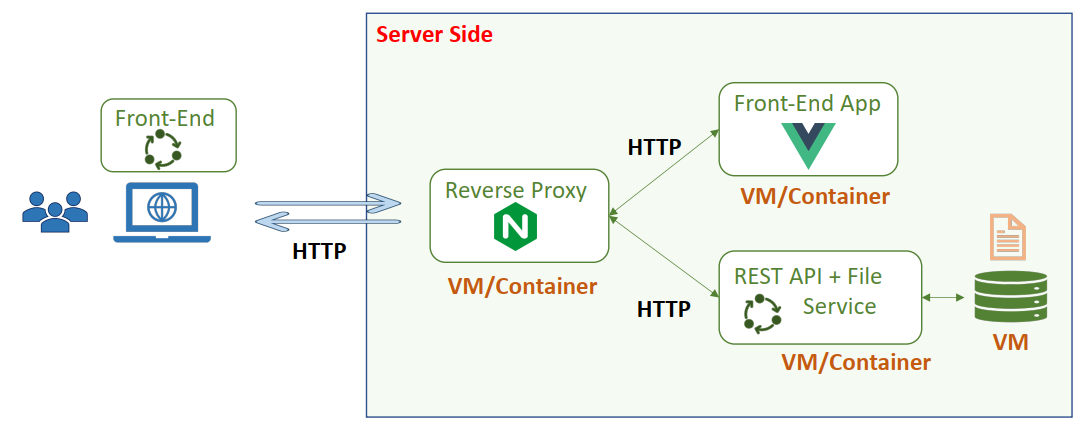 Server Side
Front-End
HTTP
Reverse Proxy
N
VM/Container
HTTP
Front-End App
VM/Container
HTTP
REST API + File
Service
VM/Container
VM